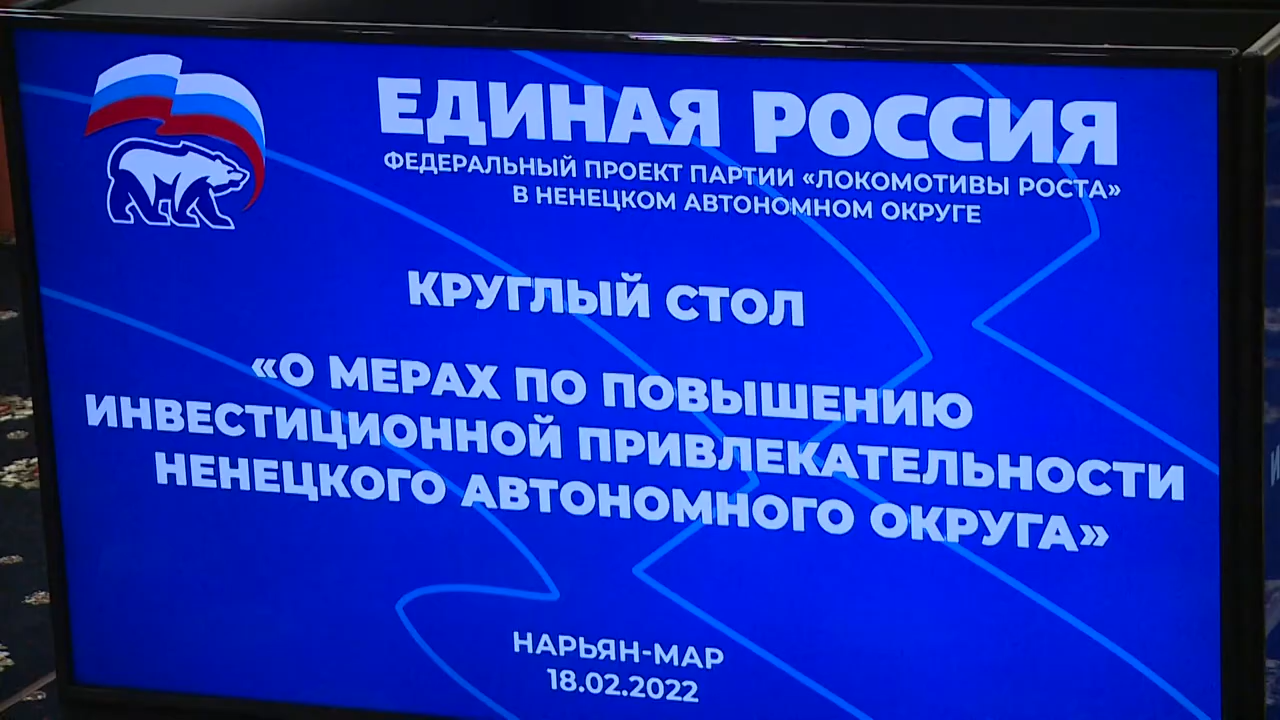 ЕДИНАЯ РОССИЯ
ФЕДЕРАЛЬНЫЙ ПРОЕКТ ПАРТИИ «ЛОКОМОТИВЫ РОСТА»
В НЕНЕЦКОМ АВТОНОМНОМ ОКРУГЕ
КРУГЛЫЙ СТОЛ
«О МЕРАХ ПО ПОВЫШЕНИЮ
ИНВЕСТИЦИОННОЙ ПРИВЛЕКАТЕЛЬНОСТИ
НЕНЕЦКОГО АВТОНОМНОГО ОКРУГА»
НАРЬЯН-МАР
18.02.2022